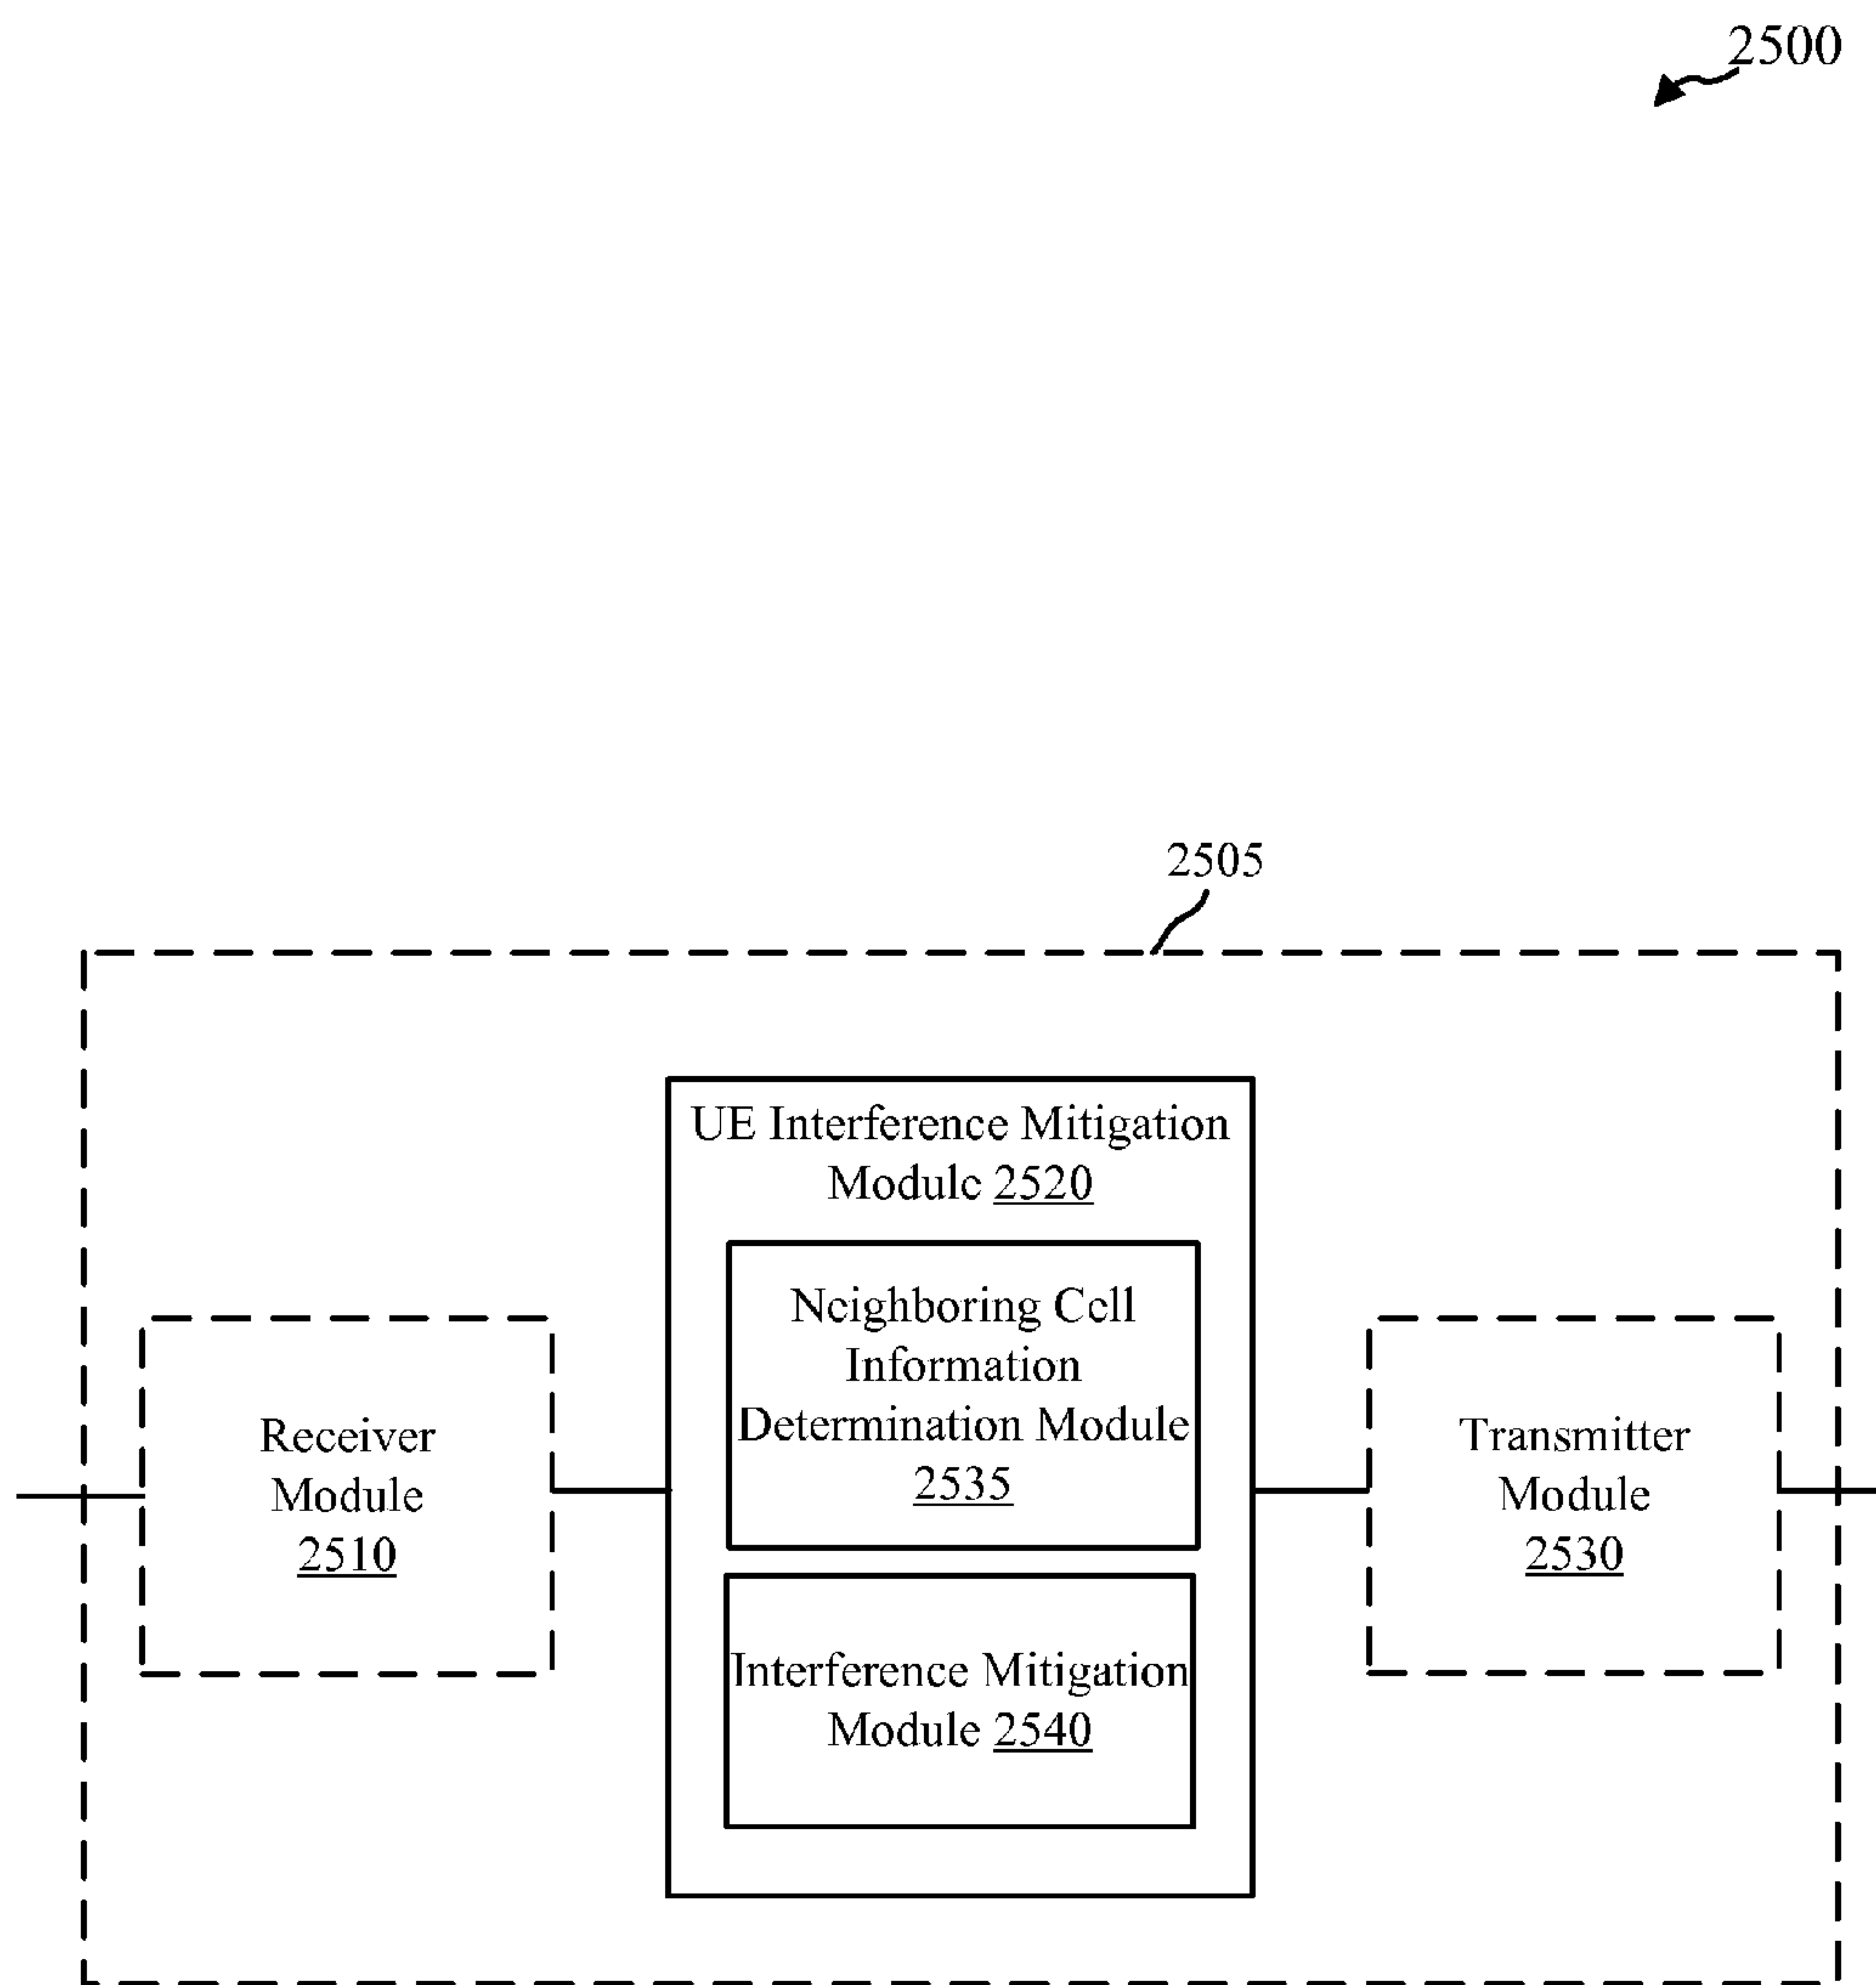 2500
2505
UE Interference Mitigation
Module 2520
Neighboring Cell
Information
Determination Module
2535
Receiver
Module
2510
Transmitter
Module
2530
Interference Mitigation
Module 2540